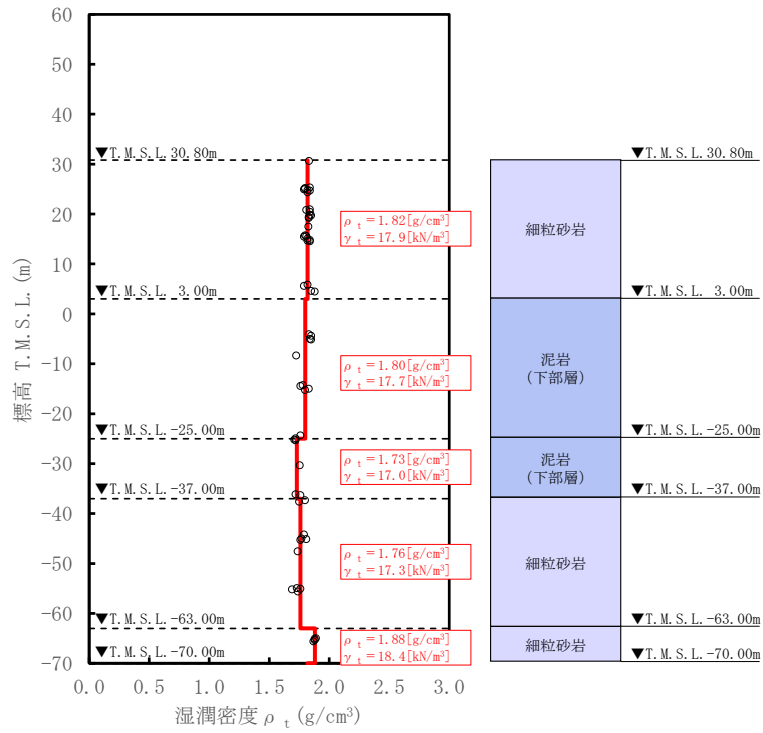 60
50
40
▼T.M.S.L.30.80m
30
20
10
▼T.M.S.L. 3.00m
0
-10
-20
▼T.M.S.L.-25.00m
-30
▼T.M.S.L.-37.00m
-40
-50
-60
▼T.M.S.L.-63.00m
-70
▼T.M.S.L.-70.00m
標高 T.M.S.L.(m)
0.0 0.5 1.0 1.5 2.0 2.5 3.0
湿潤密度ρt(g/cm³)
ρt=1.82[g/cm³]
γt=17.9[kN/m³]
ρt=1.80[g/cm³]
γt=17.7[kN/m³]
ρt=1.73[g/cm³]
γt=17.0[kN/m³]
ρt=1.76[g/cm³]
γt=17.3[kN/m³]
ρt=1.88[g/cm³]
γt=18.4[kN/m³]
細粒砂岩
泥岩
(下部層)
泥岩
(下部層)
細粒砂岩
細粒砂岩
▼T.M.S.L.30.80m
▼T.M.S.L. 3.00m
▼T.M.S.L.-25.00m
▼T.M.S.L.-37.00m
▼T.M.S.L.-63.00m
▼T.M.S.L.-70.00m